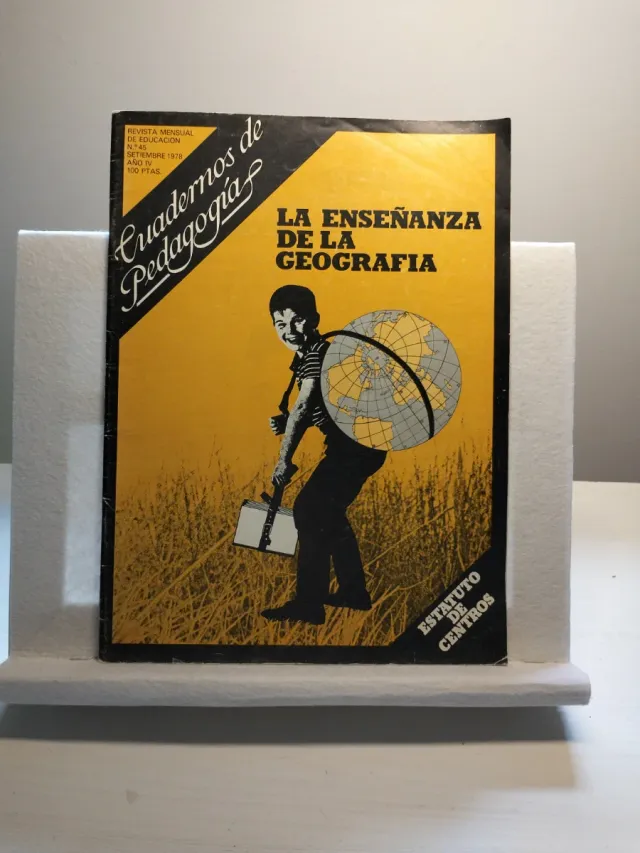 REVISTA MENSUAL
DE EDUCACION
N.º 45
SETIEMBRE 1978
AÑO IV
100 PTAS.
Cuadernos de
Pedagogía
LA ENSEÑANZA
DE LA
GEOGRAFIA
ESTATUTO
DE
CENTROS